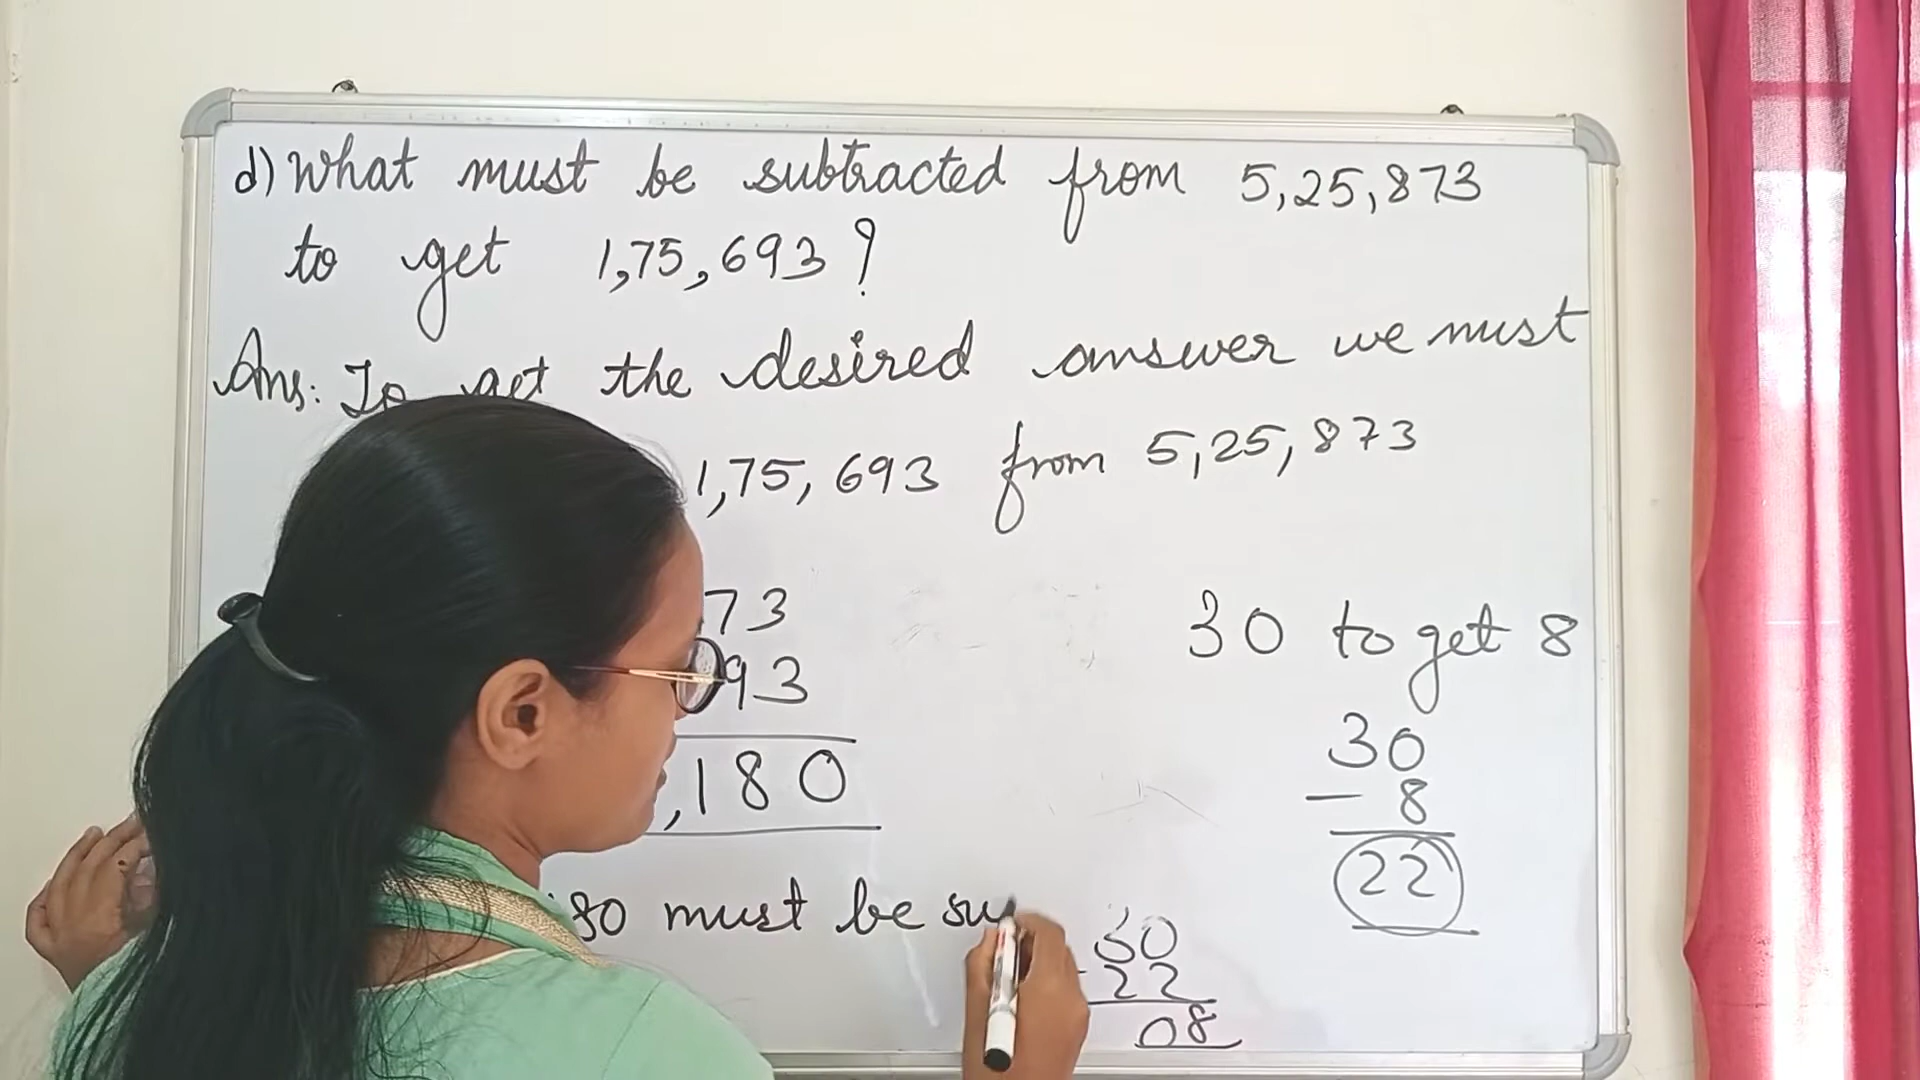 d) What must be subtracted from 5,25,873
to get 1,75,693?
Ans: To get the desired answer we must
1,75,693 from 5,25,873
73
93
,180
80 must be su
30 to get 8
30
- 8
22
30
- 22
08